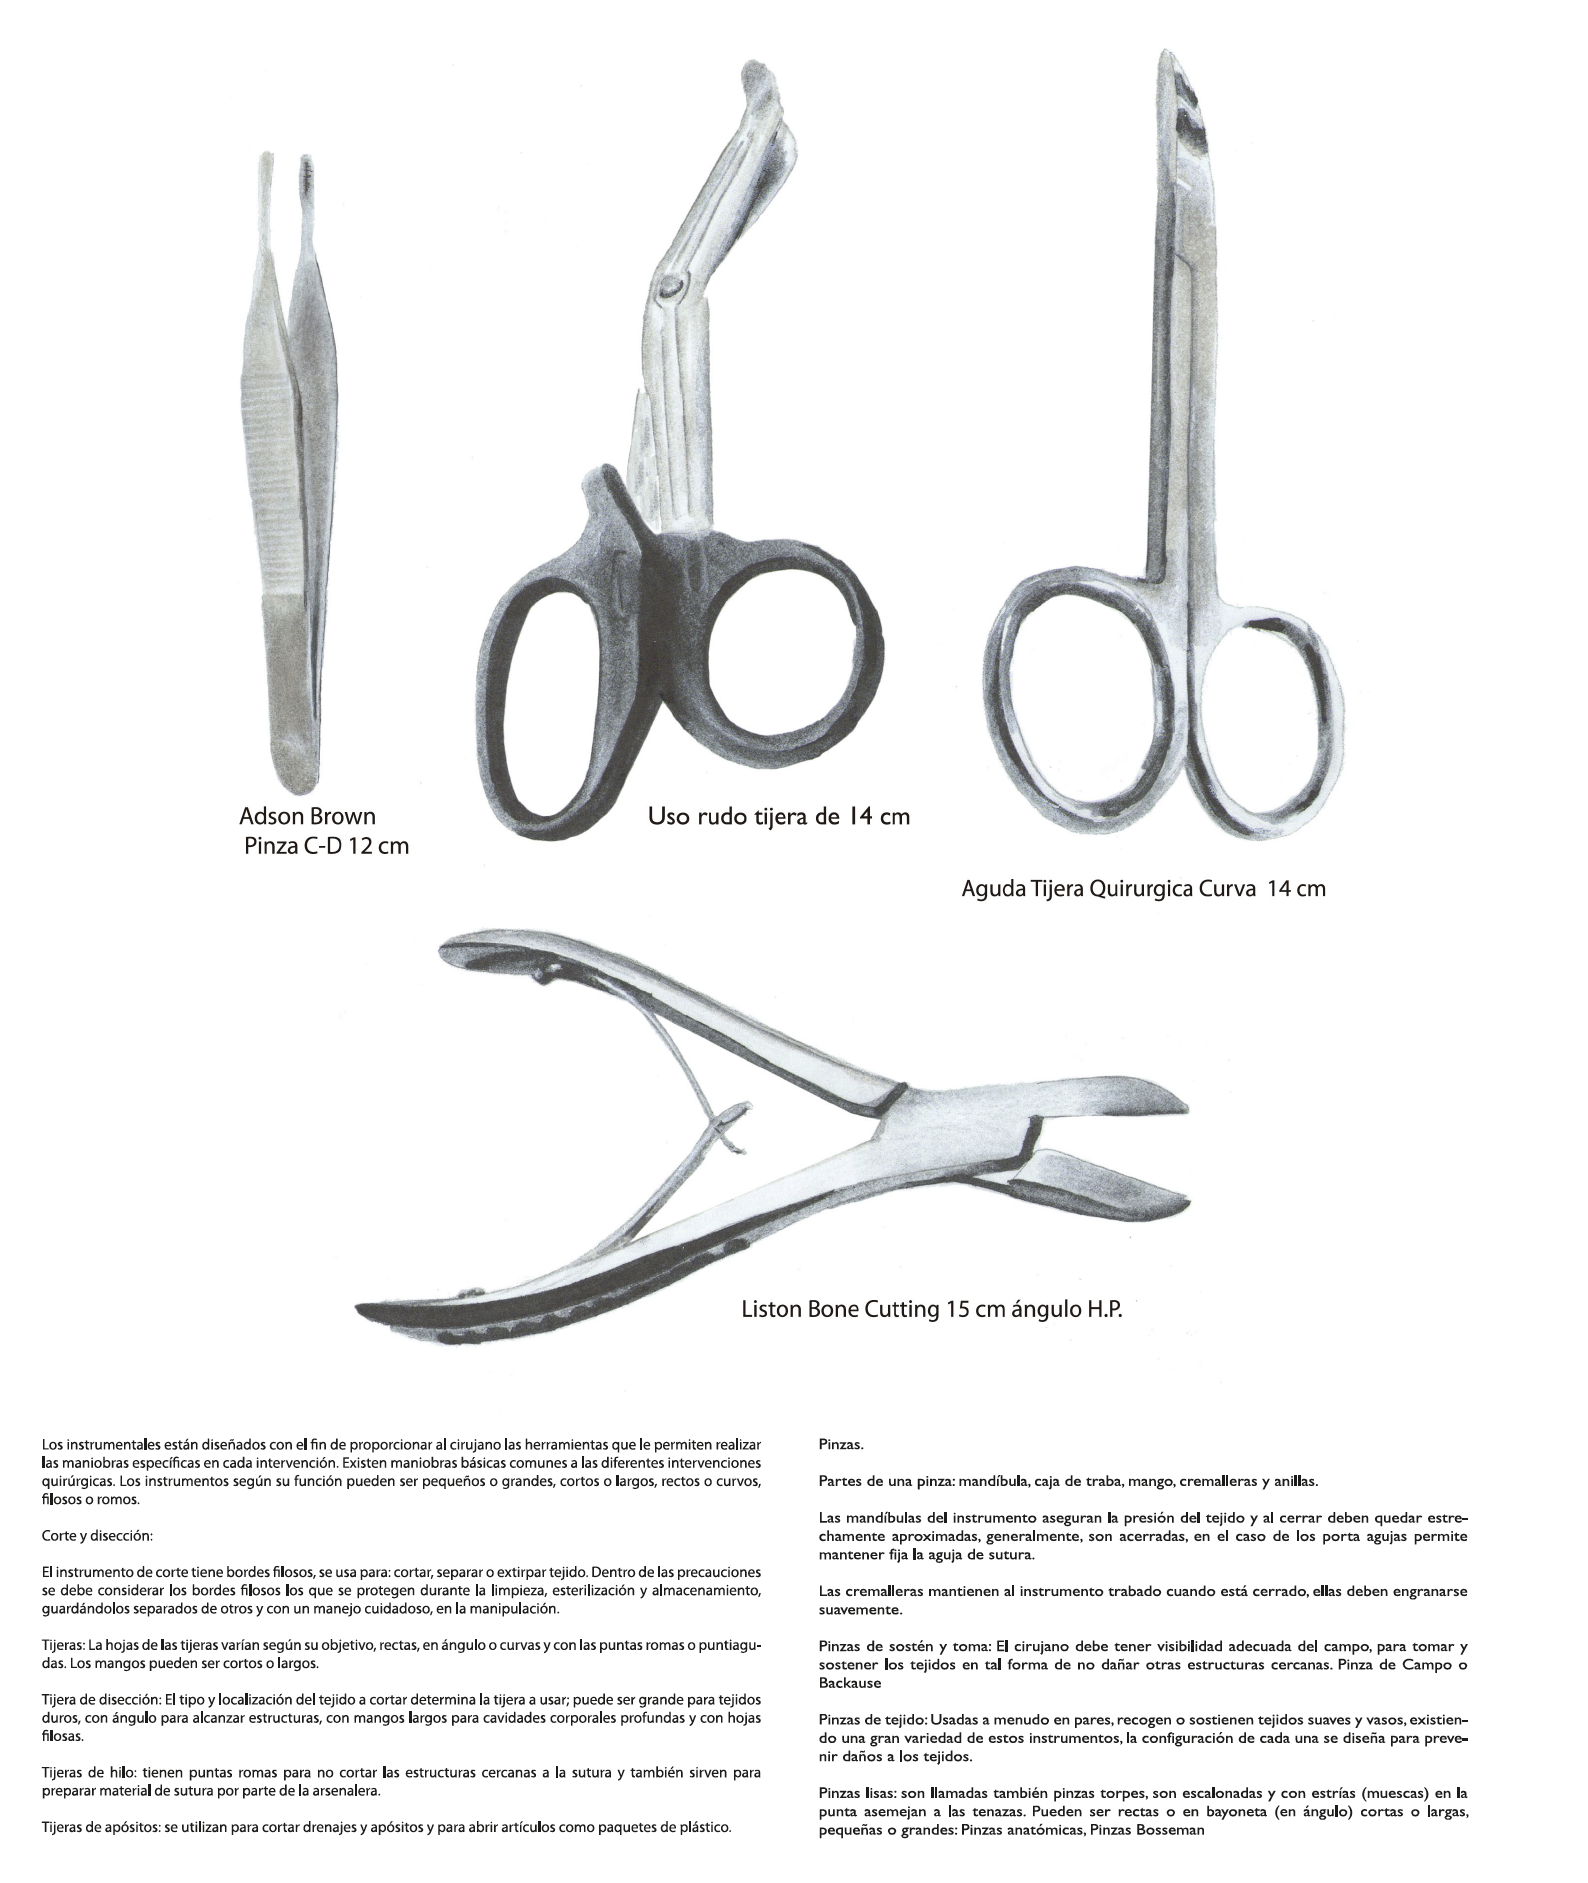 Adson Brown
Pinza C-D 12 cm
Uso rudo tijera de 14 cm
Aguda Tijera Quirurgica Curva 14 cm
Liston Bone Cutting 15 cm ángulo H.P.
Los instrumentales están diseñados con el fin de proporcionar al cirujano las herramientas que le permiten realizar
las maniobras específicas en cada intervención. Existen maniobras básicas comunes a las diferentes intervenciones
quirúrgicas. Los instrumentos según su función pueden ser pequeños o grandes, cortos o largos, rectos o curvos,
filosos o romos.
Corte y disección:
El instrumento de corte tiene bordes filosos, se usa para: cortar, separar o extirpar tejido. Dentro de las precauciones
se debe considerar los bordes filosos los que se protegen durante la limpieza, esterilización y almacenamiento,
guardándolos separados de otros y con un manejo cuidadoso, en la manipulación.
Tijeras: La hojas de las tijeras varían según su objetivo, rectas, en ángulo o curvas y con las puntas romas o puntiagu-
das. Los mangos pueden ser cortos o largos.
Tijera de disección: El tipo y localización del tejido a cortar determina la tijera a usar; puede ser grande para tejidos
duros, con ángulo para alcanzar estructuras, con mangos largos para cavidades corporales profundas y con hojas
filosas.
Tijeras de hilo: tienen puntas romas para no cortar las estructuras cercanas a la sutura y también sirven para
preparar material de sutura por parte de la arsenalera.
Tijeras de apósitos: se utilizan para cortar drenajes y apósitos y para abrir artículos como paquetes de plástico.
Pinzas.
Partes de una pinza: mandíbula, caja de traba, mango, cremalleras y anillas.
Las mandíbulas del instrumento aseguran la presión del tejido y al cerrar deben quedar estre-
chamente aproximadas, generalmente, son acerradas, en el caso de los porta agujas permite
mantener fija la aguja de sutura.
Las cremalleras mantienen al instrumento trabado cuando está cerrado, ellas deben engranarse
suavemente.
Pinzas de sostén y toma: El cirujano debe tener visibilidad adecuada del campo, para tomar y
sostener los tejidos en tal forma de no dañar otras estructuras cercanas. Pinza de Campo o
Backause
Pinzas de tejido: Usadas a menudo en pares, recogen o sostienen tejidos suaves y vasos, existien-
do una gran variedad de estos instrumentos, la configuración de cada una se diseña para preve-
nir daños a los tejidos.
Pinzas lisas: son llamadas también pinzas torpes, son escalonadas y con estrías (muescas) en la
punta asemejan a las tenazas. Pueden ser rectas o en bayoneta (en ángulo) cortas o largas,
pequeñas o grandes: Pinzas anatómicas, Pinzas Bosseman